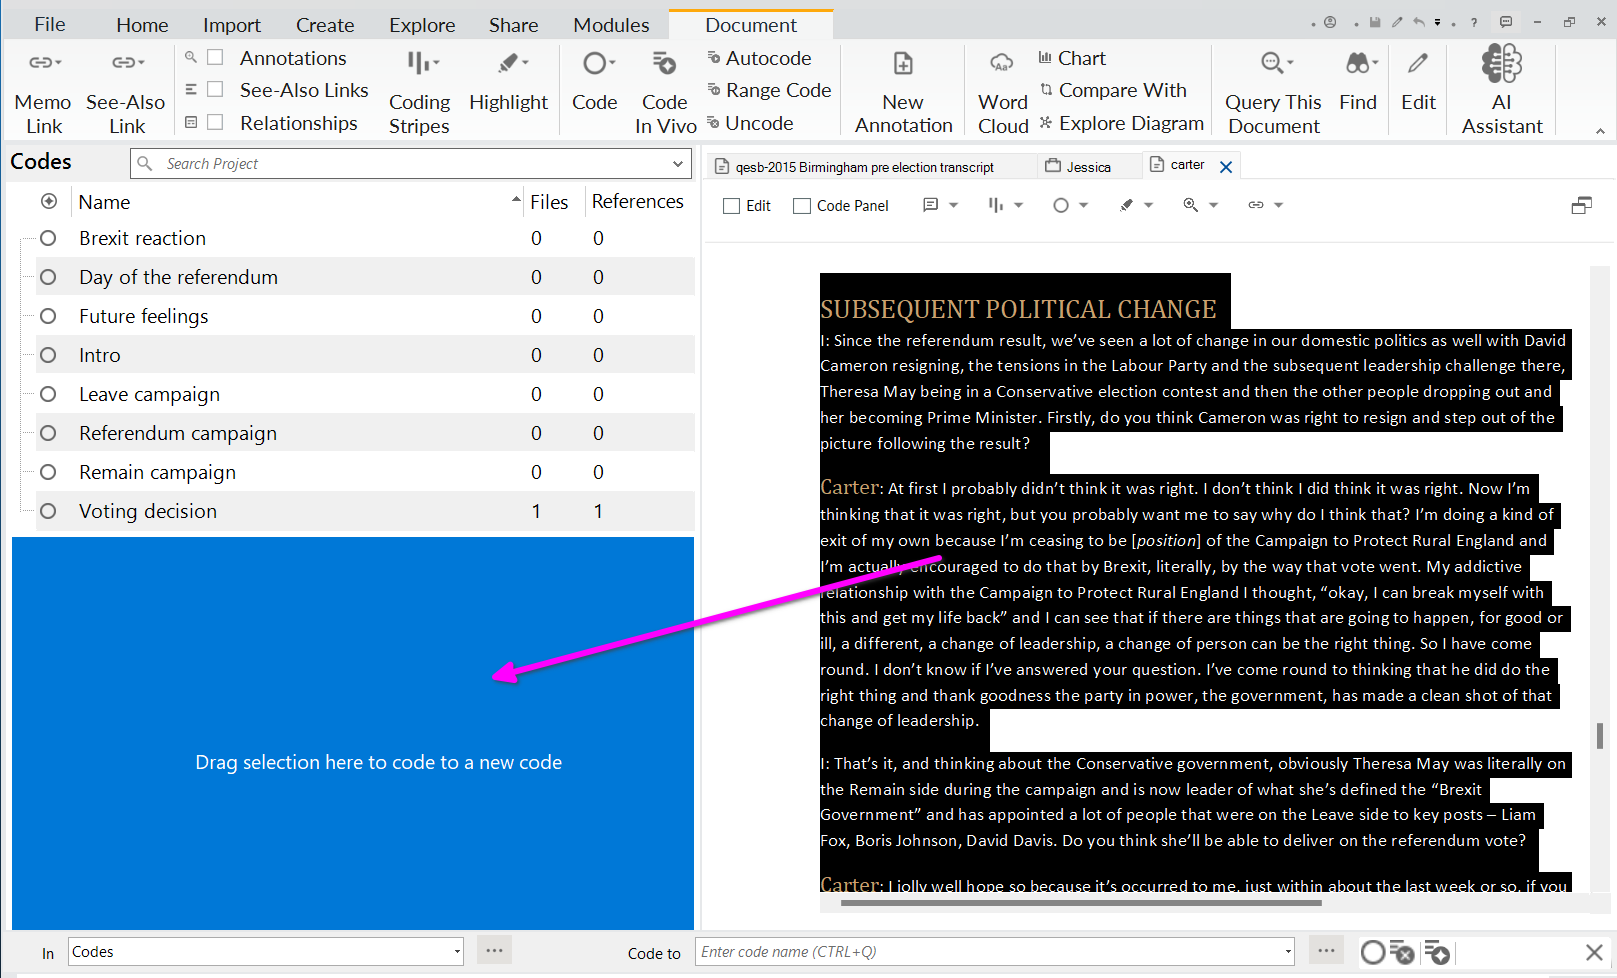 File Home Import Create Explore Share Modules Document
?
Memo Link
See-Also Link
Annotations
See-Also Links
Relationships
Coding Stripes
Highlight
Code
Code In Vivo
Autocode
Range Code
Uncode
New Annotation
Word Cloud
Chart
Compare With
Explore Diagram
Query This Document
Find
Edit
AI Assistant
Codes
Search Project
Name Files References
Brexit reaction 0 0
Day of the referendum 0 0
Future feelings 0 0
Intro 0 0
Leave campaign 0 0
Referendum campaign 0 0
Remain campaign 0 0
Voting decision 1 1
Drag selection here to code to a new code
qesb-2015 Birmingham pre election transcript Jessica carter
Edit Code Panel
SUBSEQUENT POLITICAL CHANGE
I: Since the referendum result, we’ve seen a lot of change in our domestic politics as well with David
Cameron resigning, the tensions in the Labour Party and the subsequent leadership challenge there,
Theresa May being in a Conservative election contest and then the other people dropping out and
her becoming Prime Minister. Firstly, do you think Cameron was right to resign and step out of the
picture following the result?
Carter: At first I probably didn’t think it was right. I don’t think I did think it was right. Now I’m
thinking that it was right, but you probably want me to say why do I think that? I’m doing a kind of
exit of my own because I’m ceasing to be [position] of the Campaign to Protect Rural England and
I’m actually encouraged to do that by Brexit, literally, by the way that vote went. My addictive
relationship with the Campaign to Protect Rural England I thought, “okay, I can break myself with
this and get my life back” and I can see that if there are things that are going to happen, for good or
ill, a different, a change of leadership, a change of person can be the right thing. So I have come
round. I don’t know if I’ve answered your question. I’ve come round to thinking that he did do the
right thing and thank goodness the party in power, the government, has made a clean shot of that
change of leadership.
I: That’s it, and thinking about the Conservative government, obviously Theresa May was literally on
the Remain side during the campaign and is now leader of what she’s defined the “Brexit
Government” and has appointed a lot of people that were on the Leave side to key posts – Liam
Fox, Boris Johnson, David Davis. Do you think she’ll be able to deliver on the referendum vote?
Carter: I jolly well hope so because it’s occurred to me, just within about the last week or so, if you
In Codes ... Code to Enter code name (CTRL+Q) ...